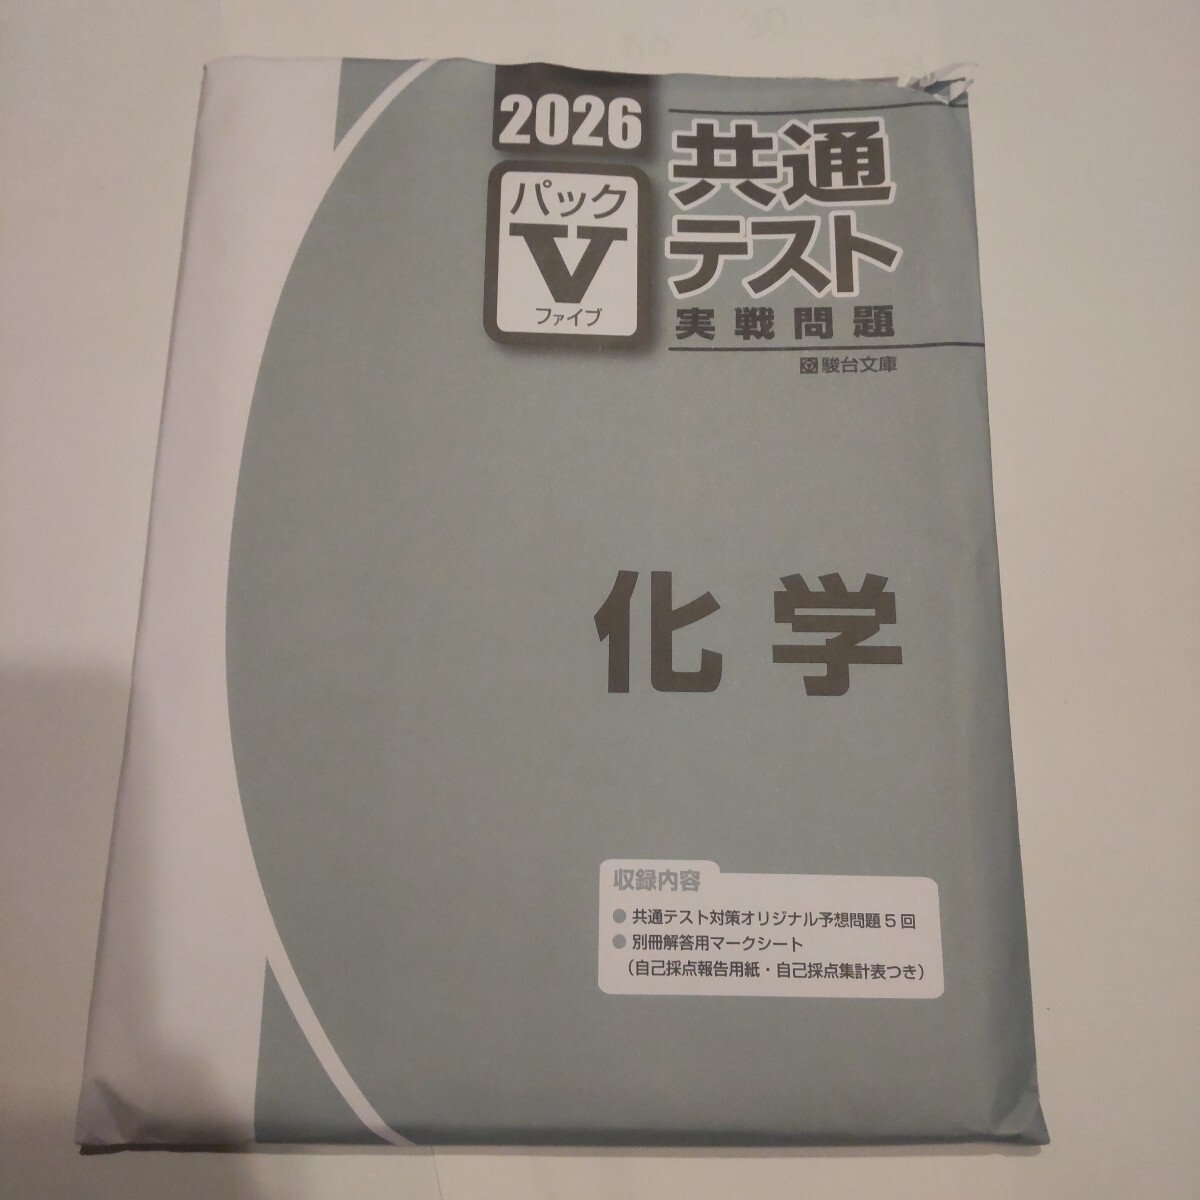 2026
パック
V
ファイブ
共通
テスト
実戦問題
駿台文庫
化学
収録内容
● 共通テスト対策オリジナル予想問題5回
● 別冊解答用マークシート
（自己採点報告用紙・自己採点集計表つき）